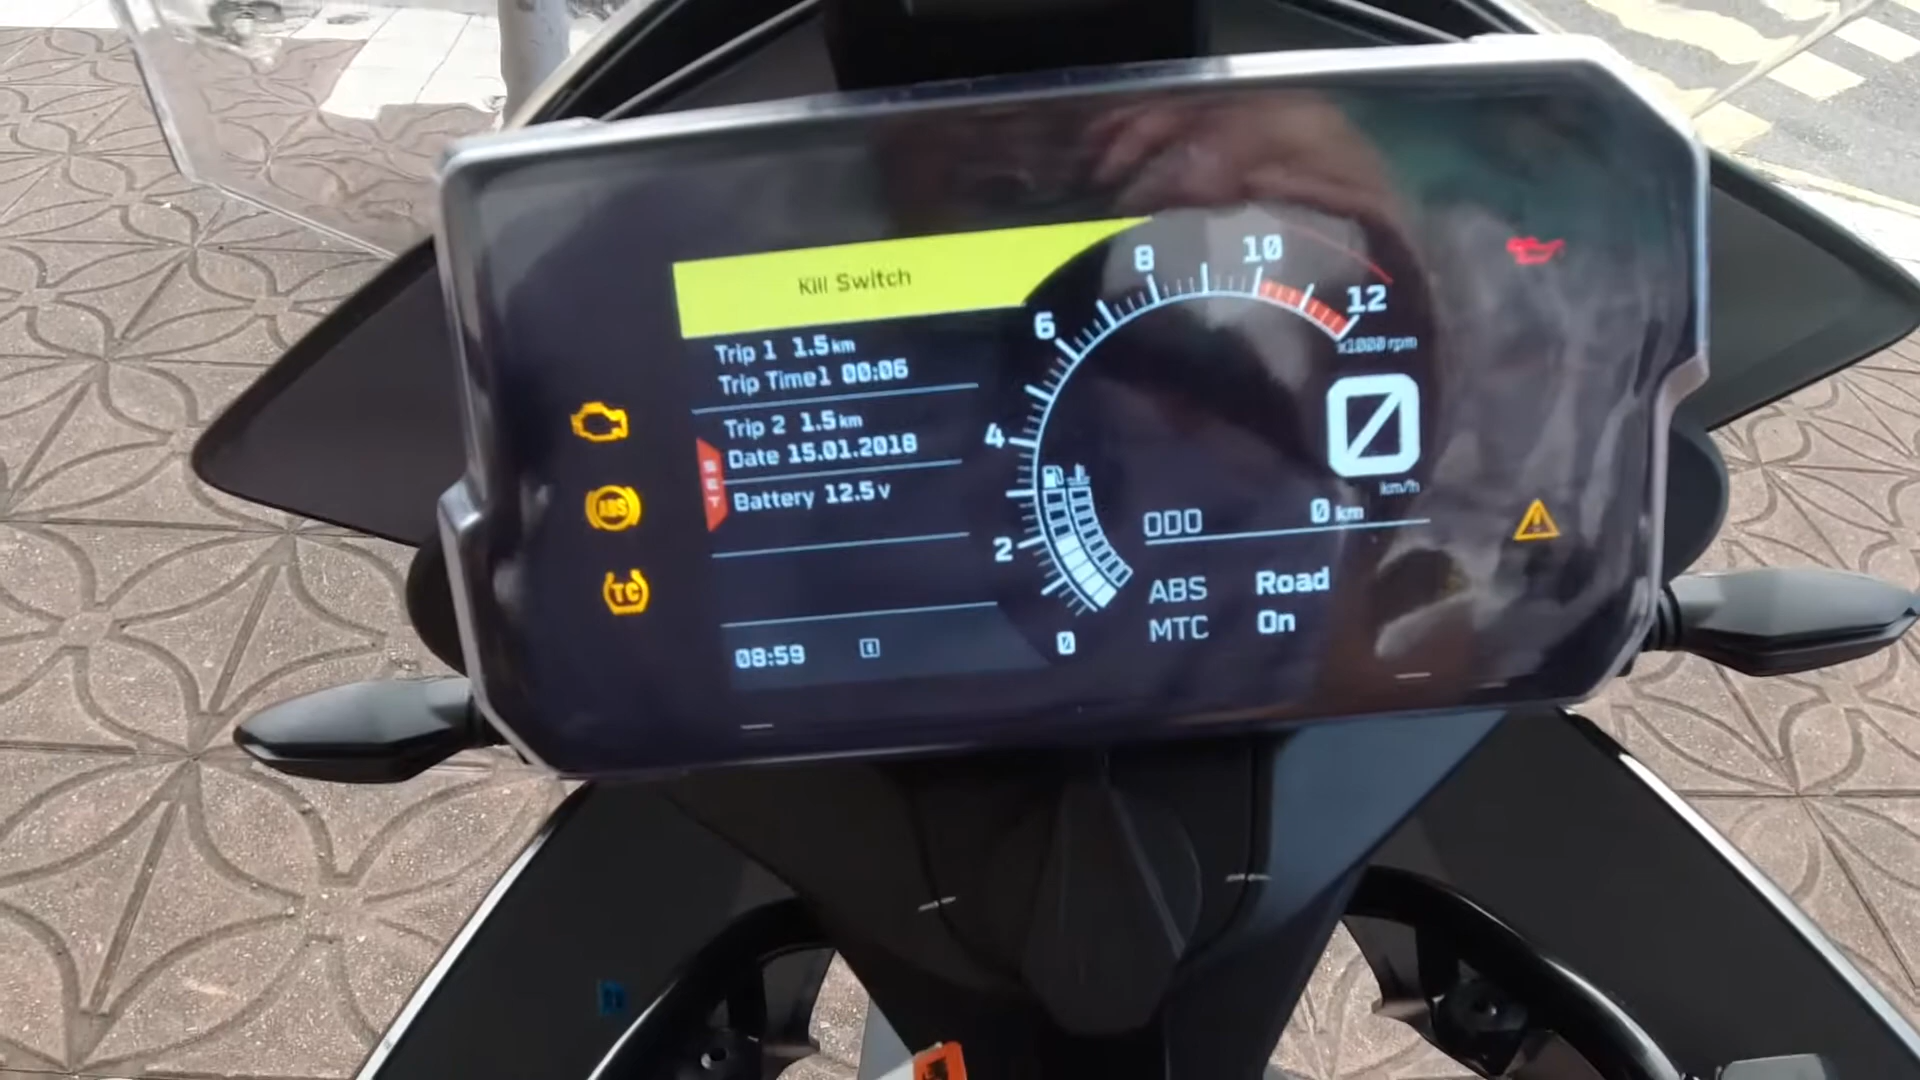 Kill Switch
Trip 1 1.5 km
Trip Time1 00:06
Trip 2 1.5 km
Date 15.01.2018
SET
Battery 12.5 V
08:59
0
2
4
6
8
10
12
x1000 rpm
0
km/h
ODO 0 km
ABS Road
MTC On
ABS
TC